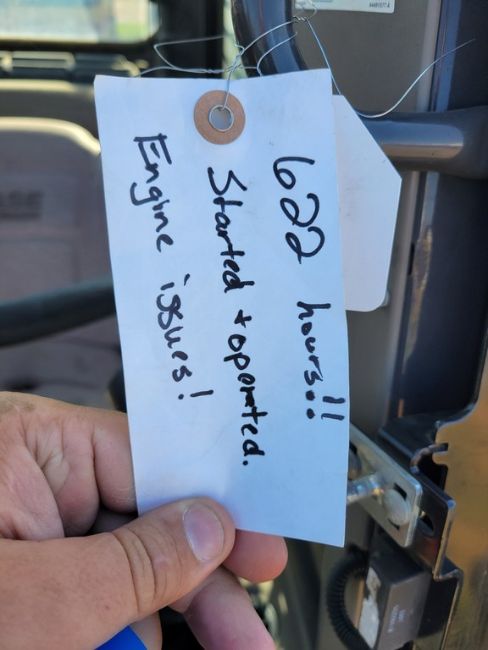 622 hours!!
Started + operated.
Engine issues!